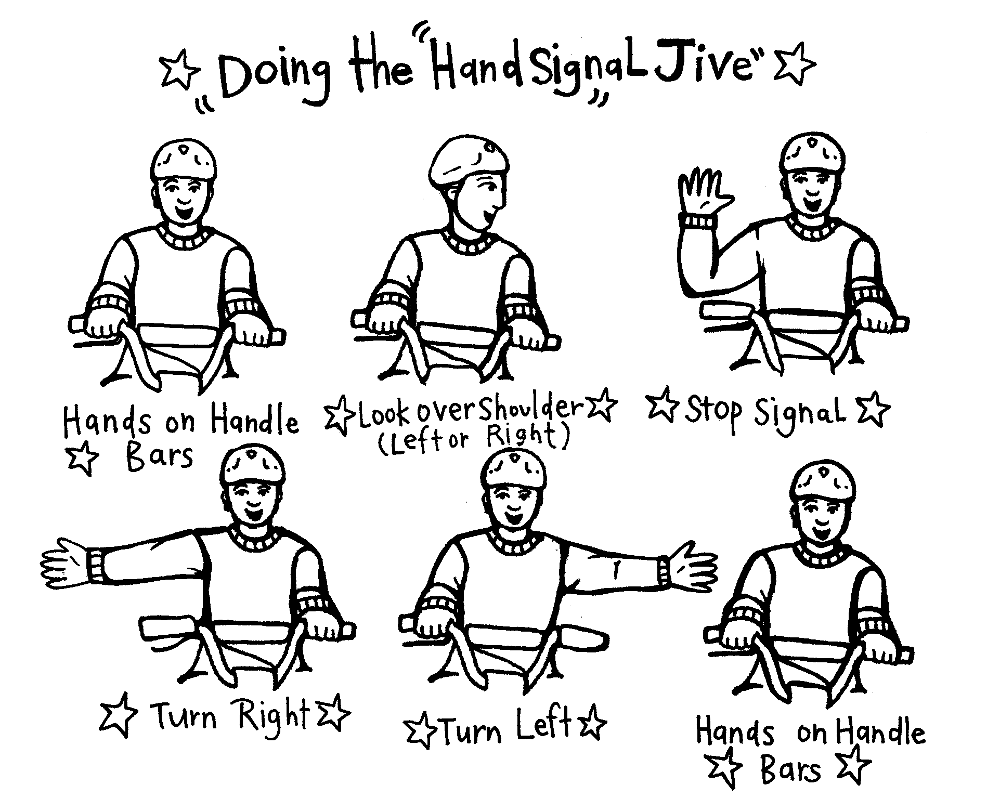 Doing the "Hand Signal Jive"
Hands on Handle
Bars
Look over Shoulder
(Left or Right)
Stop Signal
Turn Right
Turn Left
Hands on Handle
Bars